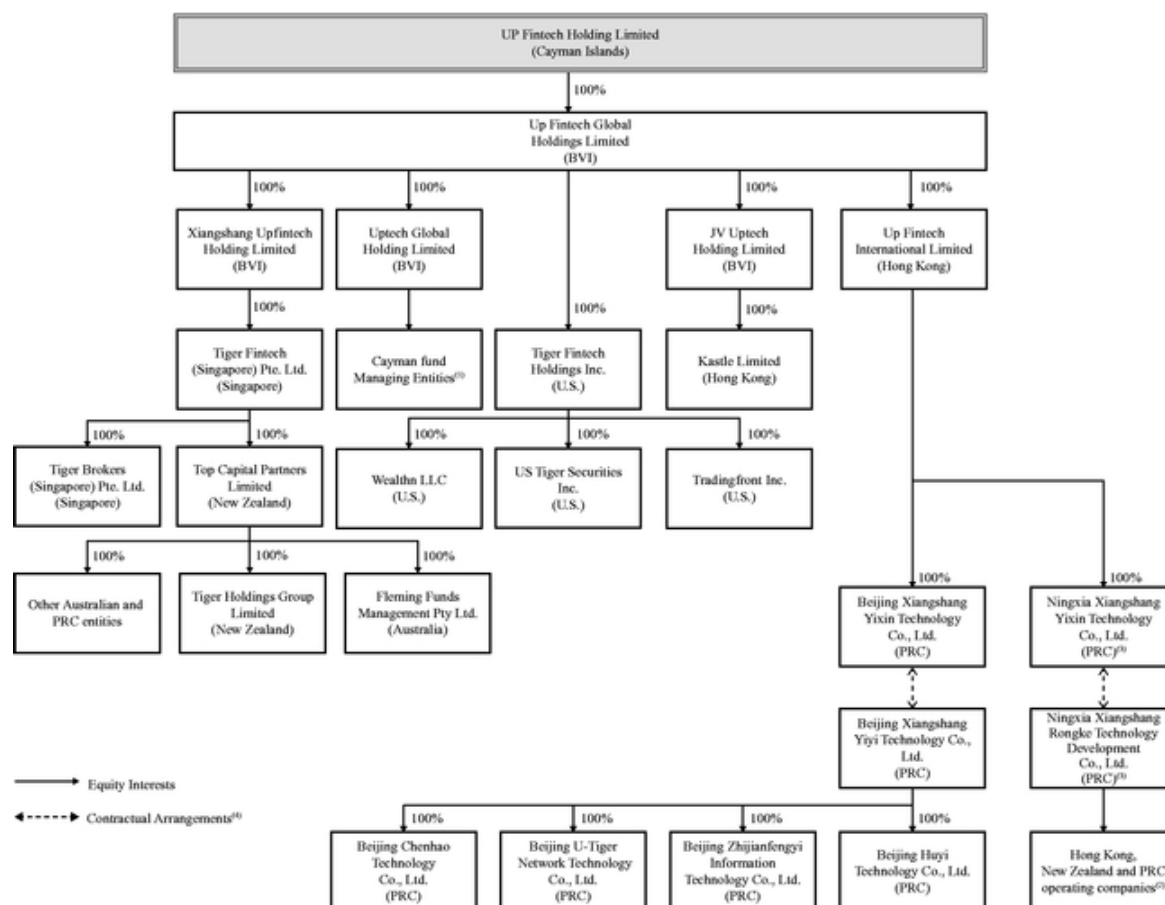 UP Fintech Holding Limited
(Cayman Islands)
100%
Up Fintech Global
Holdings Limited
(BVI)
100%
100%
100%
100%
Xiangshang Upfintech
Holding Limited
(BVI)
Uptech Global
Holding Limited
(BVI)
JV Uptech
Holding Limited
(BVI)
Up Fintech
International Limited
(Hong Kong)
100%
100%
100%
Tiger Fintech
(Singapore) Pte. Ltd.
(Singapore)
Cayman fund
Managing Entities
Tiger Fintech
Holdings Inc.
(U.S.)
Kastle Limited
(Hong Kong)
100%
100%
100%
100%
100%
Tiger Brokers
(Singapore) Pte. Ltd.
(Singapore)
Top Capital Partners
Limited
(New Zealand)
Wealthn LLC
(U.S.)
US Tiger Securities
Inc.
(U.S.)
Tradingfront Inc.
(U.S.)
100%
100%
100%
100%
100%
Other Australian and
PRC entities
Tiger Holdings Group
Limited
(New Zealand)
Fleming Funds
Management Pty Ltd.
(Australia)
Beijing Xiangshang
Yixin Technology
Co., Ltd.
(PRC)
Ningxia Xiangshang
Yixin Technology
Co., Ltd.
(PRC)
Beijing Xiangshang
Yiyi Technology Co.,
Ltd.
(PRC)
Ningxia Xiangshang
Rongke Technology
Development
Co., Ltd.
(PRC)
Equity Interests
Contractual Arrangements(4)
100%
100%
100%
100%
Beijing Chenhao
Technology
Co., Ltd.
(PRC)
Beijing U-Tiger
Network Technology
Co., Ltd.
(PRC)
Beijing Zhijianfengyi
Information
Technology Co., Ltd.
(PRC)
Beijing Huyi
Technology Co., Ltd.
(PRC)
Hong Kong,
New Zealand and PRC
operating companies